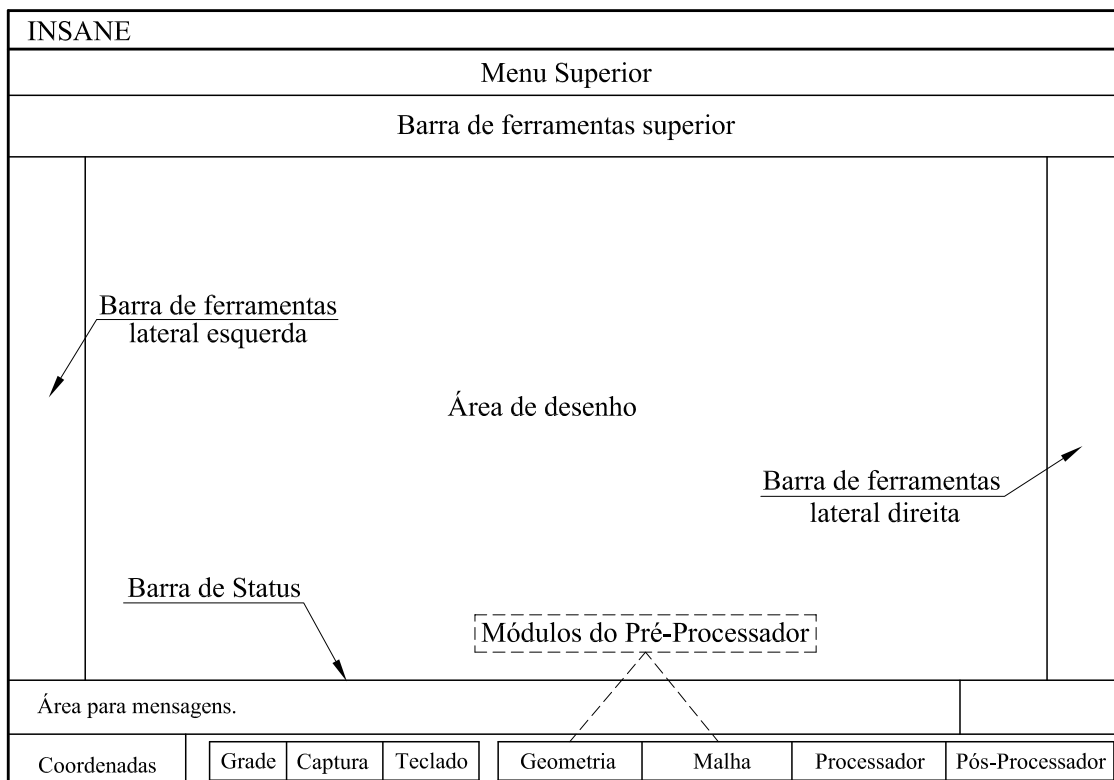 INSANE
Menu Superior
Barra de ferramentas superior
Barra de ferramentas
lateral esquerda
Área de desenho
Barra de ferramentas
lateral direita
Barra de Status
Módulos do Pré-Processador
Área para mensagens.
Coordenadas
Grade
Captura
Teclado
Geometria
Malha
Processador
Pós-Processador